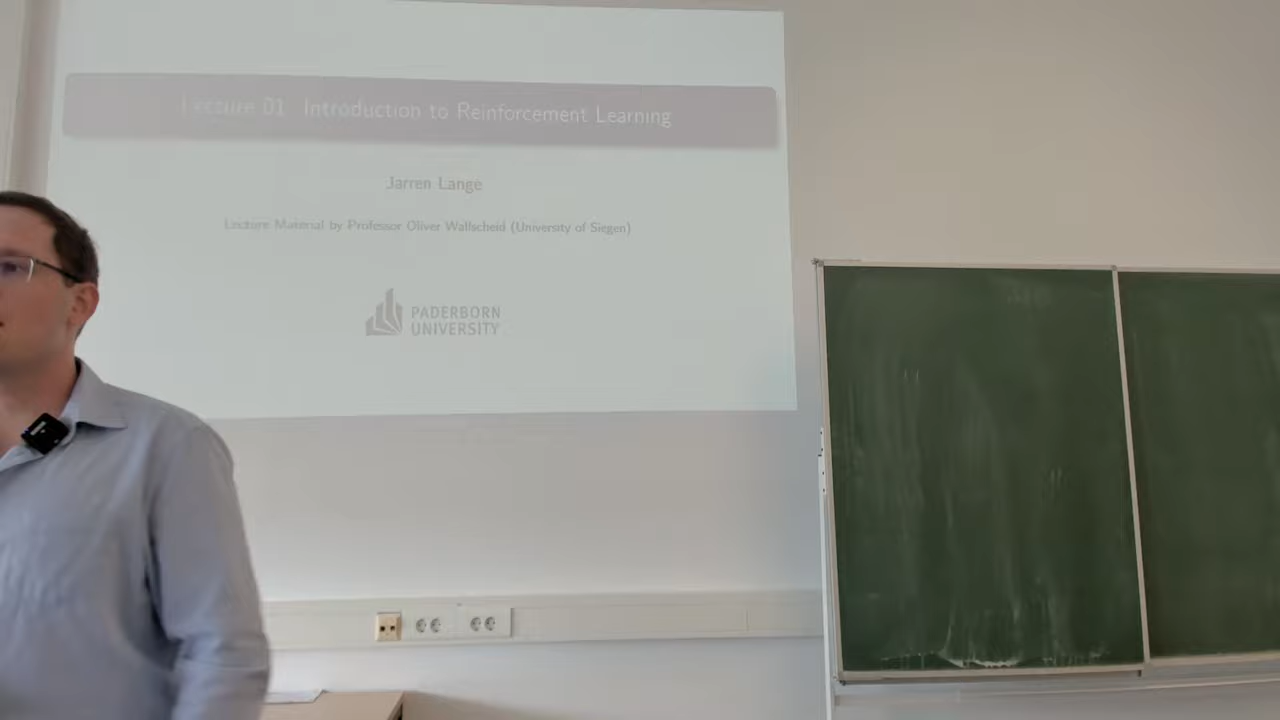 Lecture 01 Introduction to Reinforcement Learning
Jarren Lange
Lecture Material by Professor Oliver Wallscheid (University of Siegen)
PADERBORN
UNIVERSITY